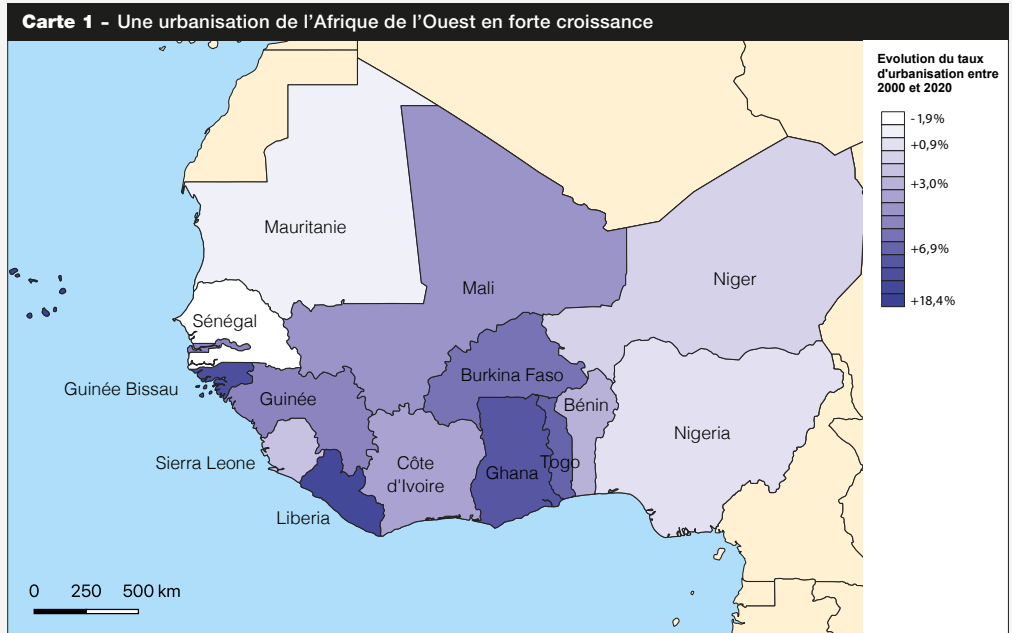 Carte 1 - Une urbanisation de l’Afrique de l’Ouest en forte croissance
Evolution du taux
d'urbanisation entre
2000 et 2020
- 1,9%
+0,9%
+3,0%
+6,9%
+18,4%
Mauritanie
Mali
Niger
Sénégal
Burkina Faso
Guinée Bissau
Guinée
Bénin
Nigeria
Sierra Leone
Côte
d'Ivoire
Ghana
Togo
Liberia
0 250 500 km